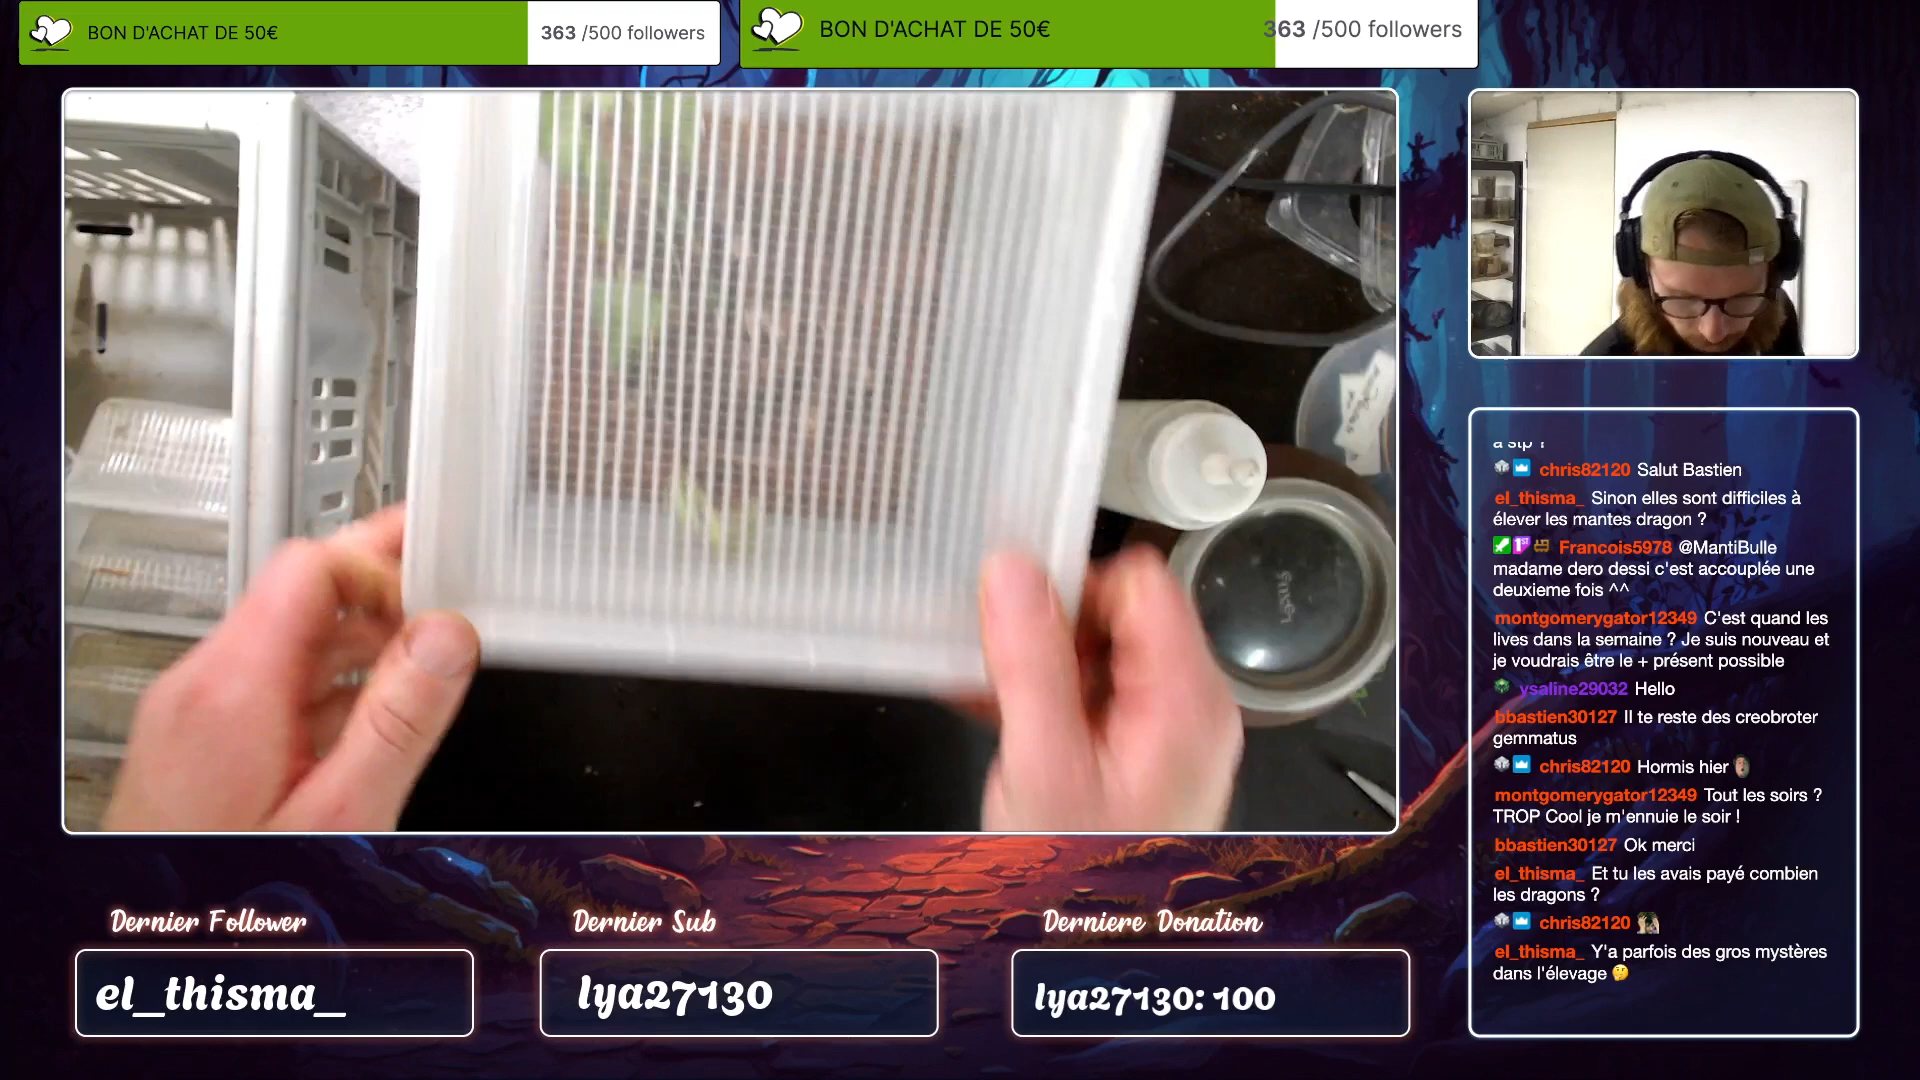 BON D'ACHAT DE 50€
363 /500 followers
BON D'ACHAT DE 50€
363 /500 followers
chris82120 Salut Bastien
el_thisma_ Sinon elles sont difficiles à
élever les mantes dragon ?
Francois5978 @MantiBulle
madame dero dessi c'est accouplée une
deuxieme fois ^^
montgomerygator12349 C'est quand les
lives dans la semaine ? Je suis nouveau et
je voudrais être le + présent possible
ysaline29032 Hello
bbastien30127 Il te reste des creobroter
gemmatus
chris82120 Hormis hier
montgomerygator12349 Tout les soirs ?
TROP Cool je m'ennuie le soir !
bbastien30127 Ok merci
el_thisma_ Et tu les avais payé combien
les dragons ?
chris82120
el_thisma_ Y'a parfois des gros mystères
dans l'élevage 🤔
Dernier Follower
el_thisma_
Dernier Sub
lya27130
Derniere Donation
lya27130: 100